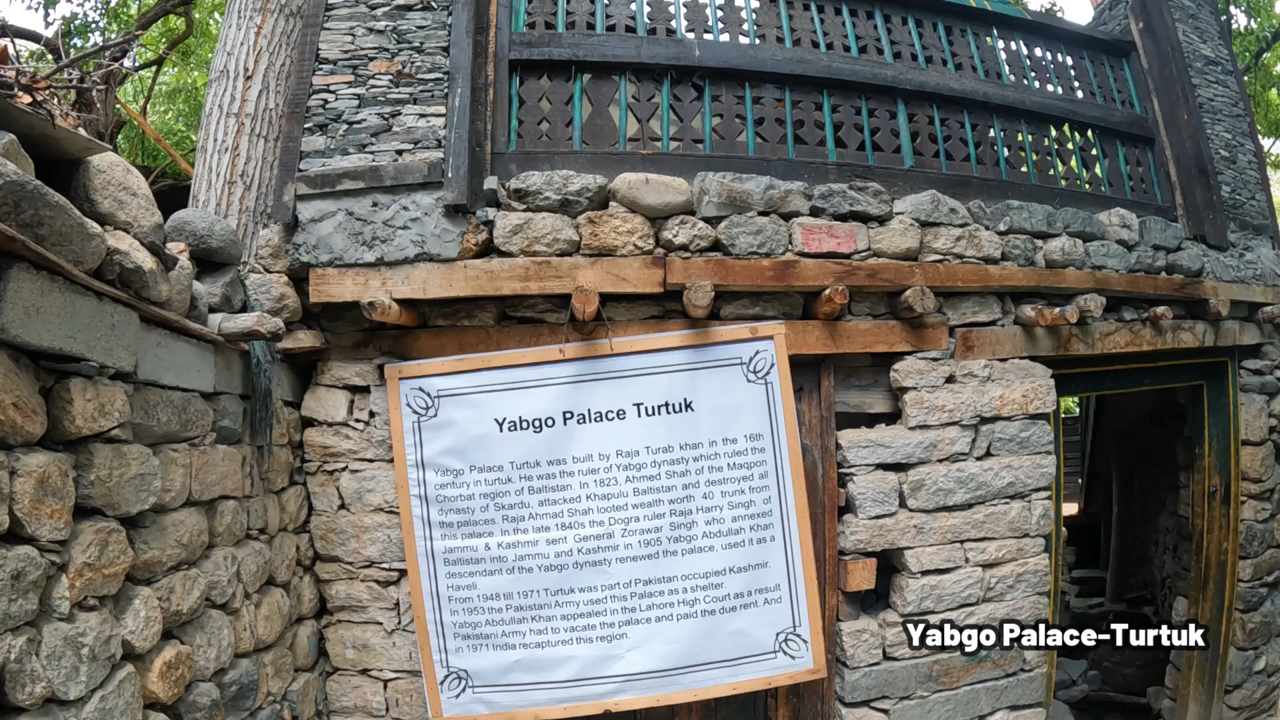 Yabgo Palace Turtuk
Yabgo Palace Turtuk was built by Raja Turab khan in the 16th
century in turtuk. He was the ruler of Yabgo dynasty which ruled the
Chorbat region of Baltistan. In 1823, Ahmed Shah of the Maqpon
dynasty of Skardu, attacked Khapulu Baltistan and destroyed all
the palaces. Raja Ahmad Shah looted wealth worth 40 trunk from
this palace. In the late 1840s the Dogra ruler Raja Harry Singh of
Jammu & Kashmir sent General Zorawar Singh who annexed
Baltistan into Jammu and Kashmir in 1905 Yabgo Abdullah Khan
descendant of the Yabgo dynasty renewed the palace, used it as a
Haveli.
From 1948 till 1971 Turtuk was part of Pakistan occupied Kashmir.
In 1953 the Pakistani Army used this Palace as a shelter.
Yabgo Abdullah Khan appealed in the Lahore High Court as a result
Pakistani Army had to vacate the palace and paid the due rent. And
in 1971 India recaptured this region.
Yabgo Palace-Turtuk